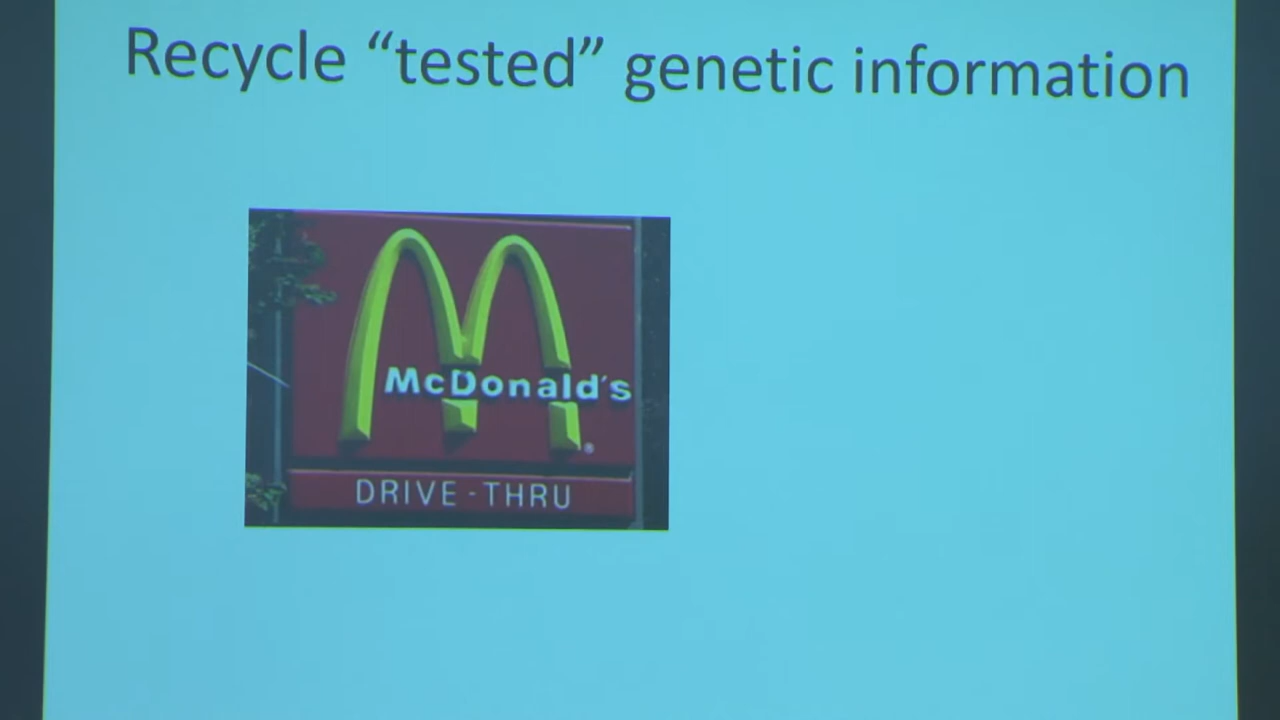 Recycle “tested” genetic information
McDonald's
®
DRIVE-THRU